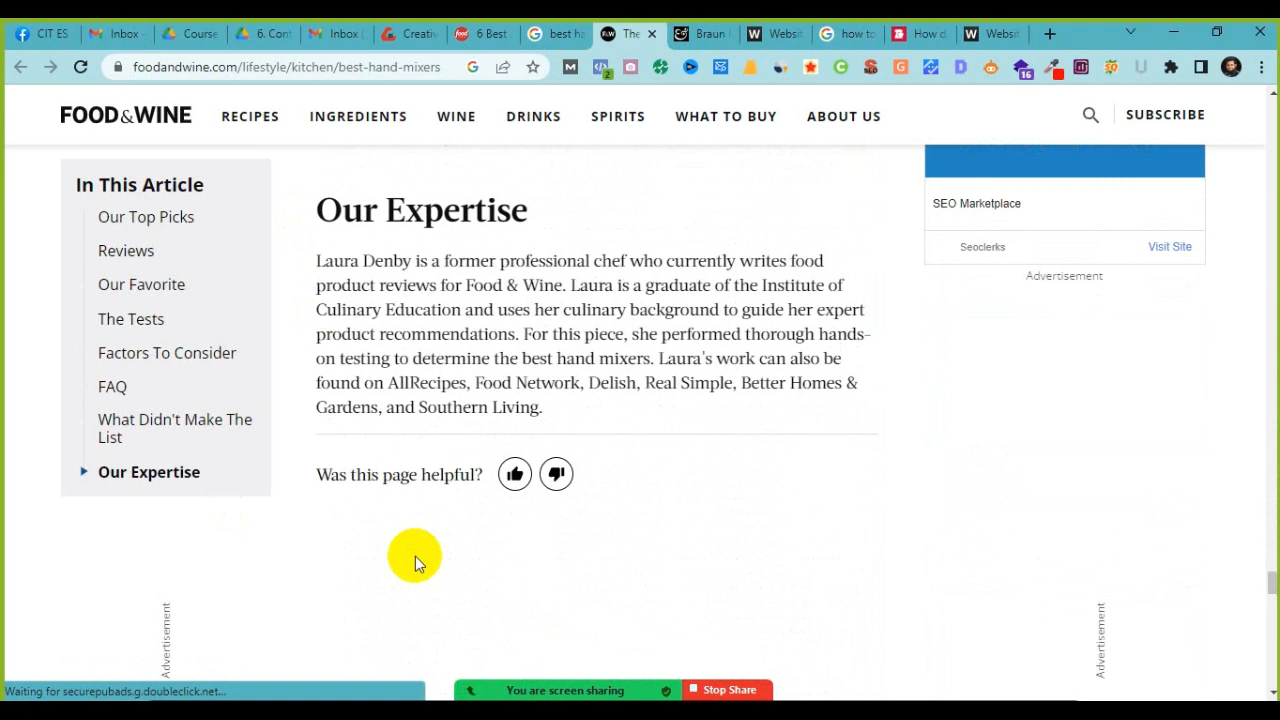 CIT ES
Inbox -
Course
6. Cont
Inbox (
Creativ
6 Best
best ha
The
Braun
Websit
how to
How d
Websit
foodandwine.com/lifestyle/kitchen/best-hand-mixers
2
16
FOOD&WINE
RECIPES
INGREDIENTS
WINE
DRINKS
SPIRITS
WHAT TO BUY
ABOUT US
SUBSCRIBE
In This Article
Our Top Picks
Reviews
Our Favorite
The Tests
Factors To Consider
FAQ
What Didn't Make The
List
Our Expertise
Our Expertise
Laura Denby is a former professional chef who currently writes food
product reviews for Food & Wine. Laura is a graduate of the Institute of
Culinary Education and uses her culinary background to guide her expert
product recommendations. For this piece, she performed thorough hands-
on testing to determine the best hand mixers. Laura's work can also be
found on AllRecipes, Food Network, Delish, Real Simple, Better Homes &
Gardens, and Southern Living.
Was this page helpful?
SEO Marketplace
Seoclerks
Visit Site
Advertisement
Advertisement
Advertisement
Waiting for securepubads.g.doubleclick.net...
You are screen sharing
Stop Share